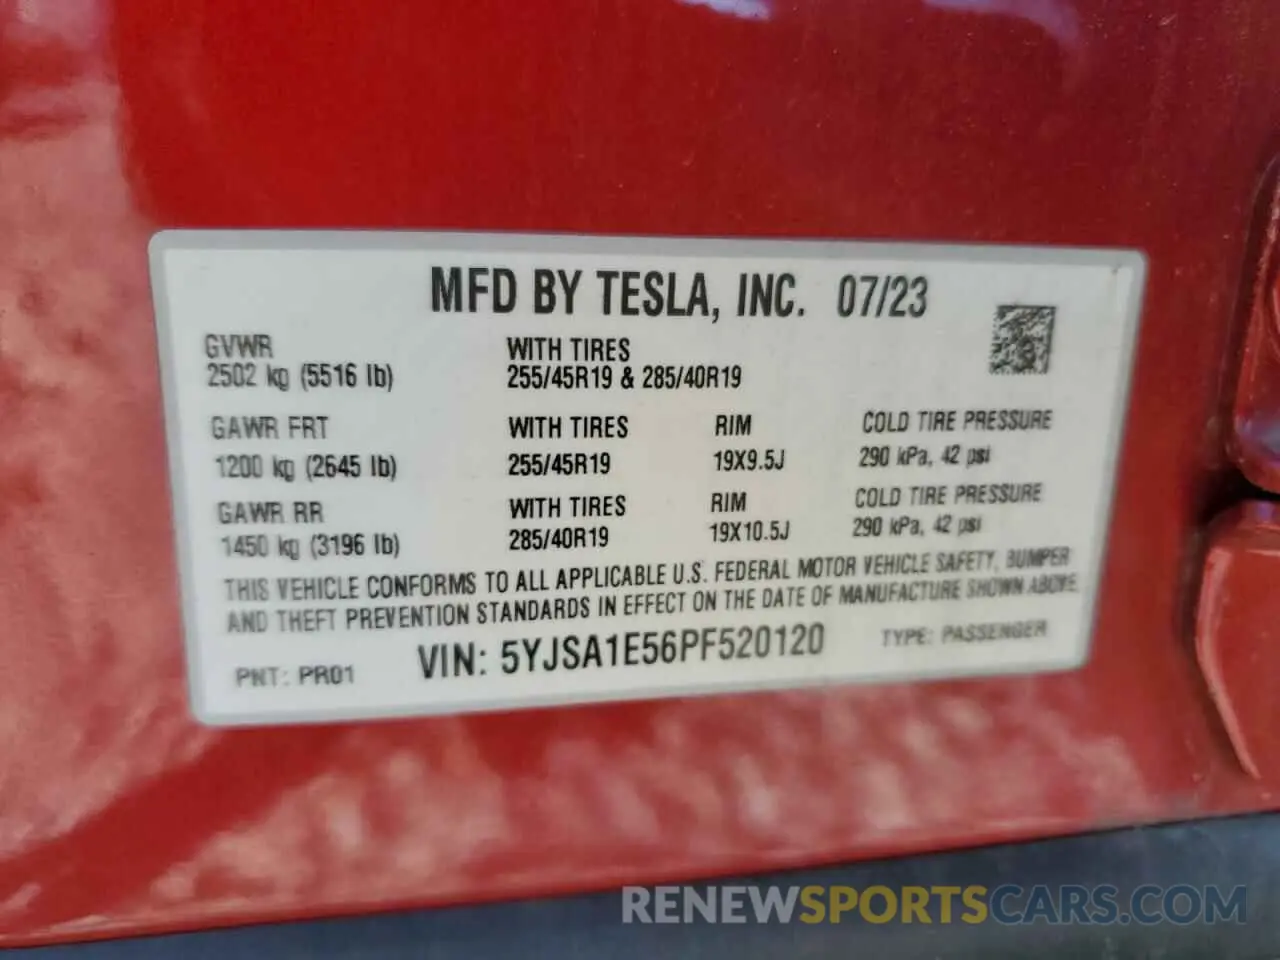 MFD BY TESLA, INC. 07/23
GVWR WITH TIRES
2502 kg (5516 lb) 255/45R19 & 285/40R19
GAWR FRT WITH TIRES RIM COLD TIRE PRESSURE
1200 kg (2645 lb) 255/45R19 19X9.5J 290 kPa, 42 psi
GAWR RR WITH TIRES RIM COLD TIRE PRESSURE
1450 kg (3196 lb) 285/40R19 19X10.5J 290 kPa, 42 psi
THIS VEHICLE CONFORMS TO ALL APPLICABLE U.S. FEDERAL MOTOR VEHICLE SAFETY, BUMPER
AND THEFT PREVENTION STANDARDS IN EFFECT ON THE DATE OF MANUFACTURE SHOWN ABOVE.
PNT: PR01 VIN: 5YJSA1E56PF520120 TYPE: PASSENGER
RENEWSPORTSCARS.COM